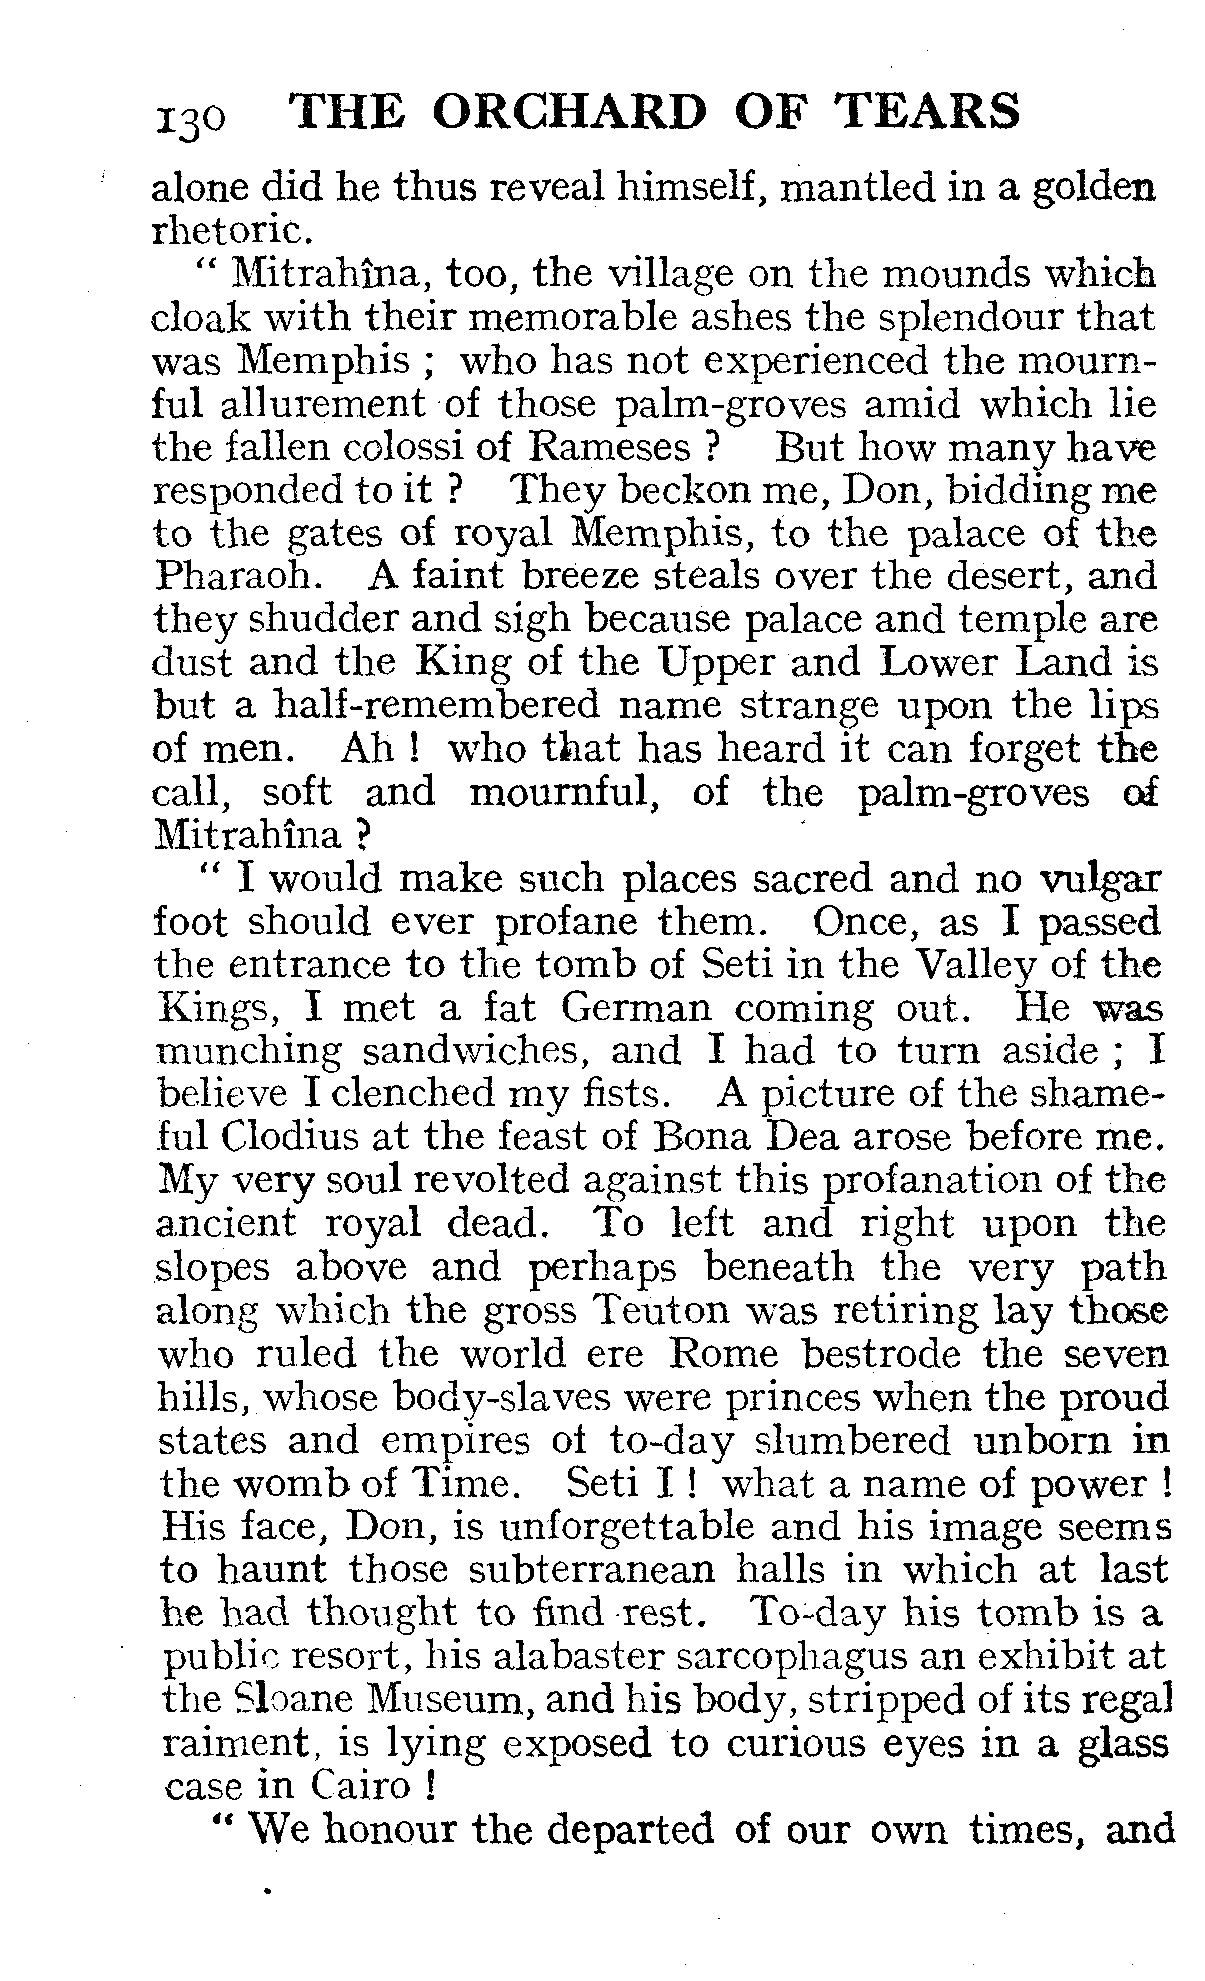 130 THE ORCHARD OF TEARS
alone did he thus reveal himself, mantled in a golden
rhetoric.
“ Mitrahîna, too, the village on the mounds which
cloak with their memorable ashes the splendour that
was Memphis ; who has not experienced the mourn-
ful allurement of those palm-groves amid which lie
the fallen colossi of Rameses ? But how many have
responded to it ? They beckon me, Don, bidding me
to the gates of royal Memphis, to the palace of the
Pharaoh. A faint breeze steals over the desert, and
they shudder and sigh because palace and temple are
dust and the King of the Upper and Lower Land is
but a half-remembered name strange upon the lips
of men. Ah ! who that has heard it can forget the
call, soft and mournful, of the palm-groves of
Mitrahîna ?
“ I would make such places sacred and no vulgar
foot should ever profane them. Once, as I passed
the entrance to the tomb of Seti in the Valley of the
Kings, I met a fat German coming out. He was
munching sandwiches, and I had to turn aside ; I
believe I clenched my fists. A picture of the shame-
ful Clodius at the feast of Bona Dea arose before me.
My very soul revolted against this profanation of the
ancient royal dead. To left and right upon the
slopes above and perhaps beneath the very path
along which the gross Teuton was retiring lay those
who ruled the world ere Rome bestrode the seven
hills, whose body-slaves were princes when the proud
states and empires of to-day slumbered unborn in
the womb of Time. Seti I ! what a name of power !
His face, Don, is unforgettable and his image seems
to haunt those subterranean halls in which at last
he had thought to find rest. To-day his tomb is a
public resort, his alabaster sarcophagus an exhibit at
the Sloane Museum, and his body, stripped of its regal
raiment, is lying exposed to curious eyes in a glass
case in Cairo !
“ We honour the departed of our own times, and